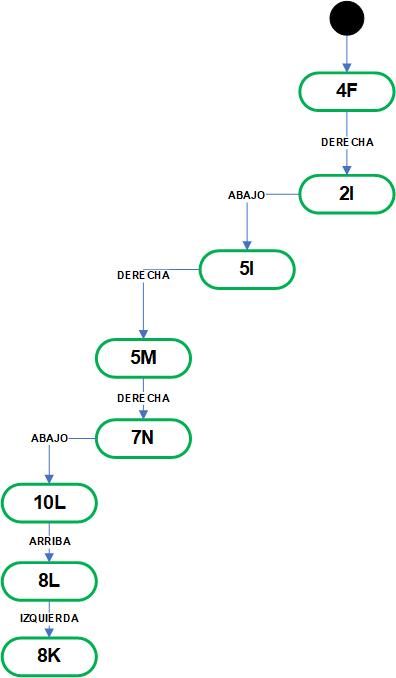 4F
DERECHA
2I
ABAJO
5I
DERECHA
5M
DERECHA
7N
ABAJO
10L
ARRIBA
8L
IZQUIERDA
8K